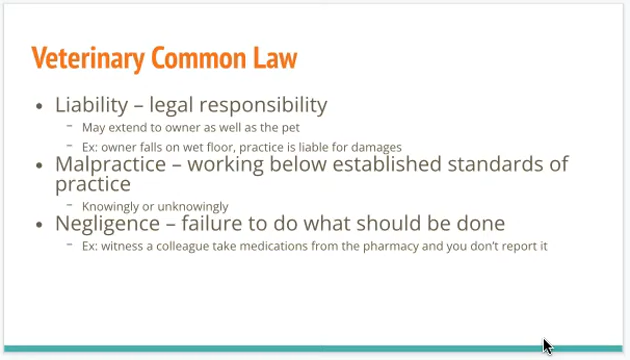 Veterinary Common Law
• Liability – legal responsibility
– May extend to owner as well as the pet
– Ex: owner falls on wet floor, practice is liable for damages
• Malpractice – working below established standards of
practice
– Knowingly or unknowingly
• Negligence – failure to do what should be done
– Ex: witness a colleague take medications from the pharmacy and you don't report it